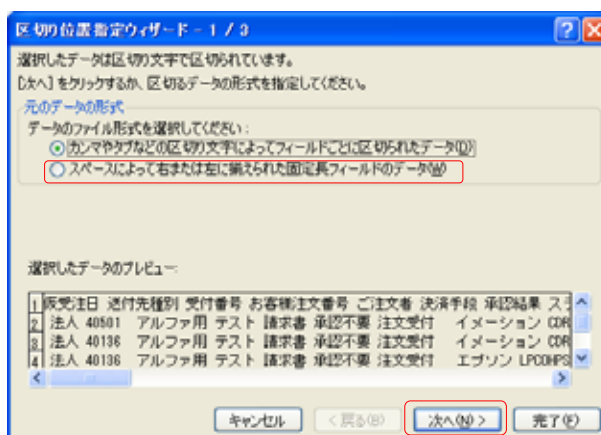 区切り位置指定ウィザード - 1 / 3
選択したデータは区切り文字で区切られています。
[次へ] をクリックするか、区切るデータの形式を指定してください。
元のデータの形式
データのファイル形式を選択してください:
カンマやタブなどの区切り文字によってフィールドごとに区切られたデータ(D)
スペースによって右または左に揃えられた固定長フィールドのデータ(W)
選択したデータのプレビュー:
1 仮受注日 送付先種別 受付番号 お客様注文番号 ご注文者 決済手段 承認結果 ステ
2 法人 40501 アルファ用 テスト 請求書 承認不要 注文受付 イメーション CDR
3 法人 40136 アルファ用 テスト 請求書 承認不要 注文受付 イメーション CDR
4 法人 40136 アルファ用 テスト 請求書 承認不要 注文受付 エプソン LPCOHPS
キャンセル < 戻る(B) 次へ(N) > 完了(F)